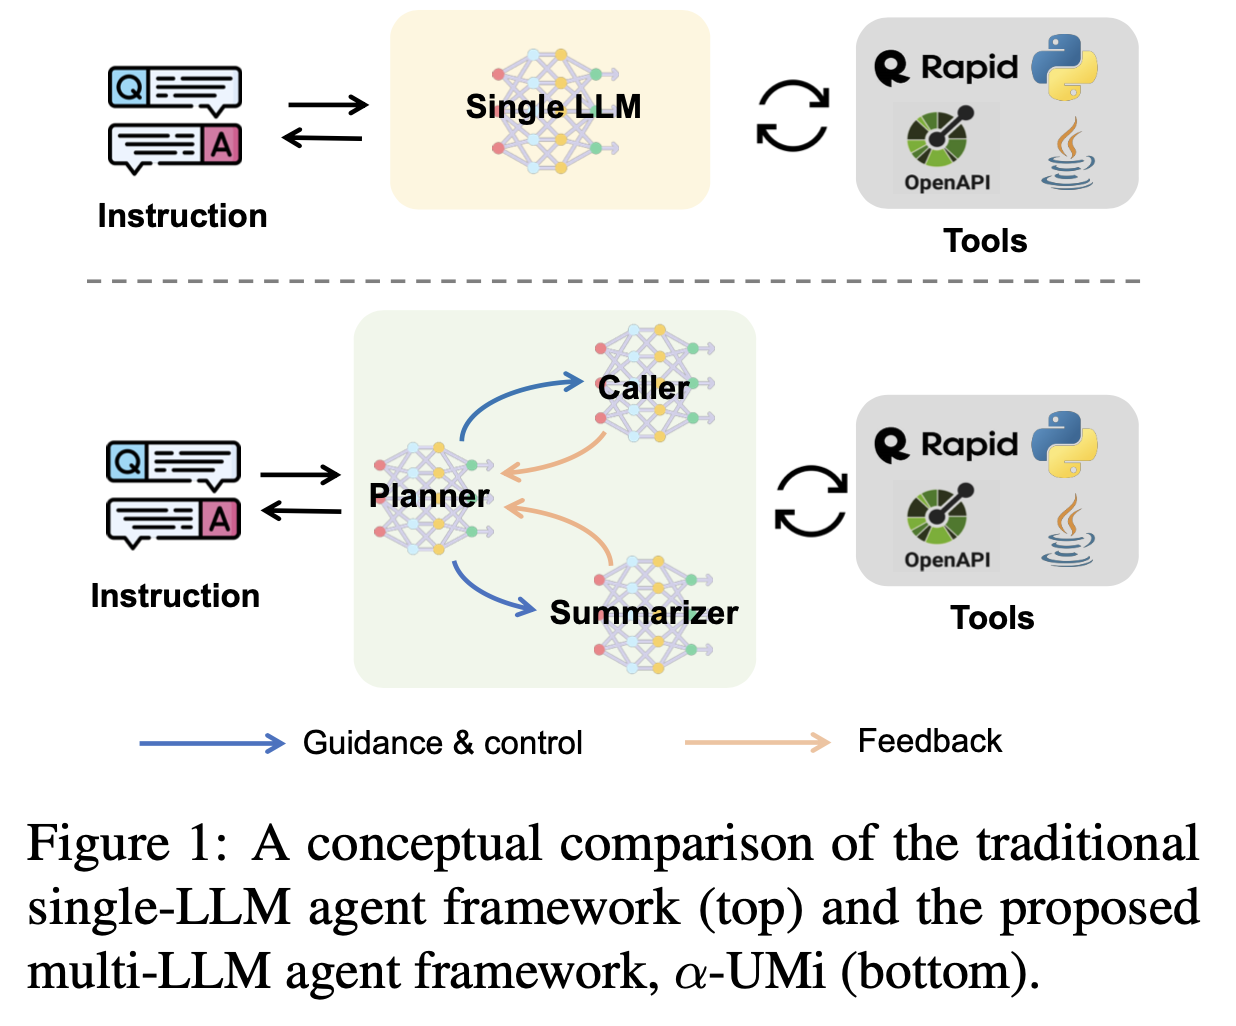 Q
A
Instruction
Single LLM
Rapid
OpenAPI
Tools
Q
A
Instruction
Planner
Caller
Summarizer
Rapid
OpenAPI
Tools
Guidance & control
Feedback
Figure 1: A conceptual comparison of the traditional
single-LLM agent framework (top) and the proposed
multi-LLM agent framework, α-UMi (bottom).